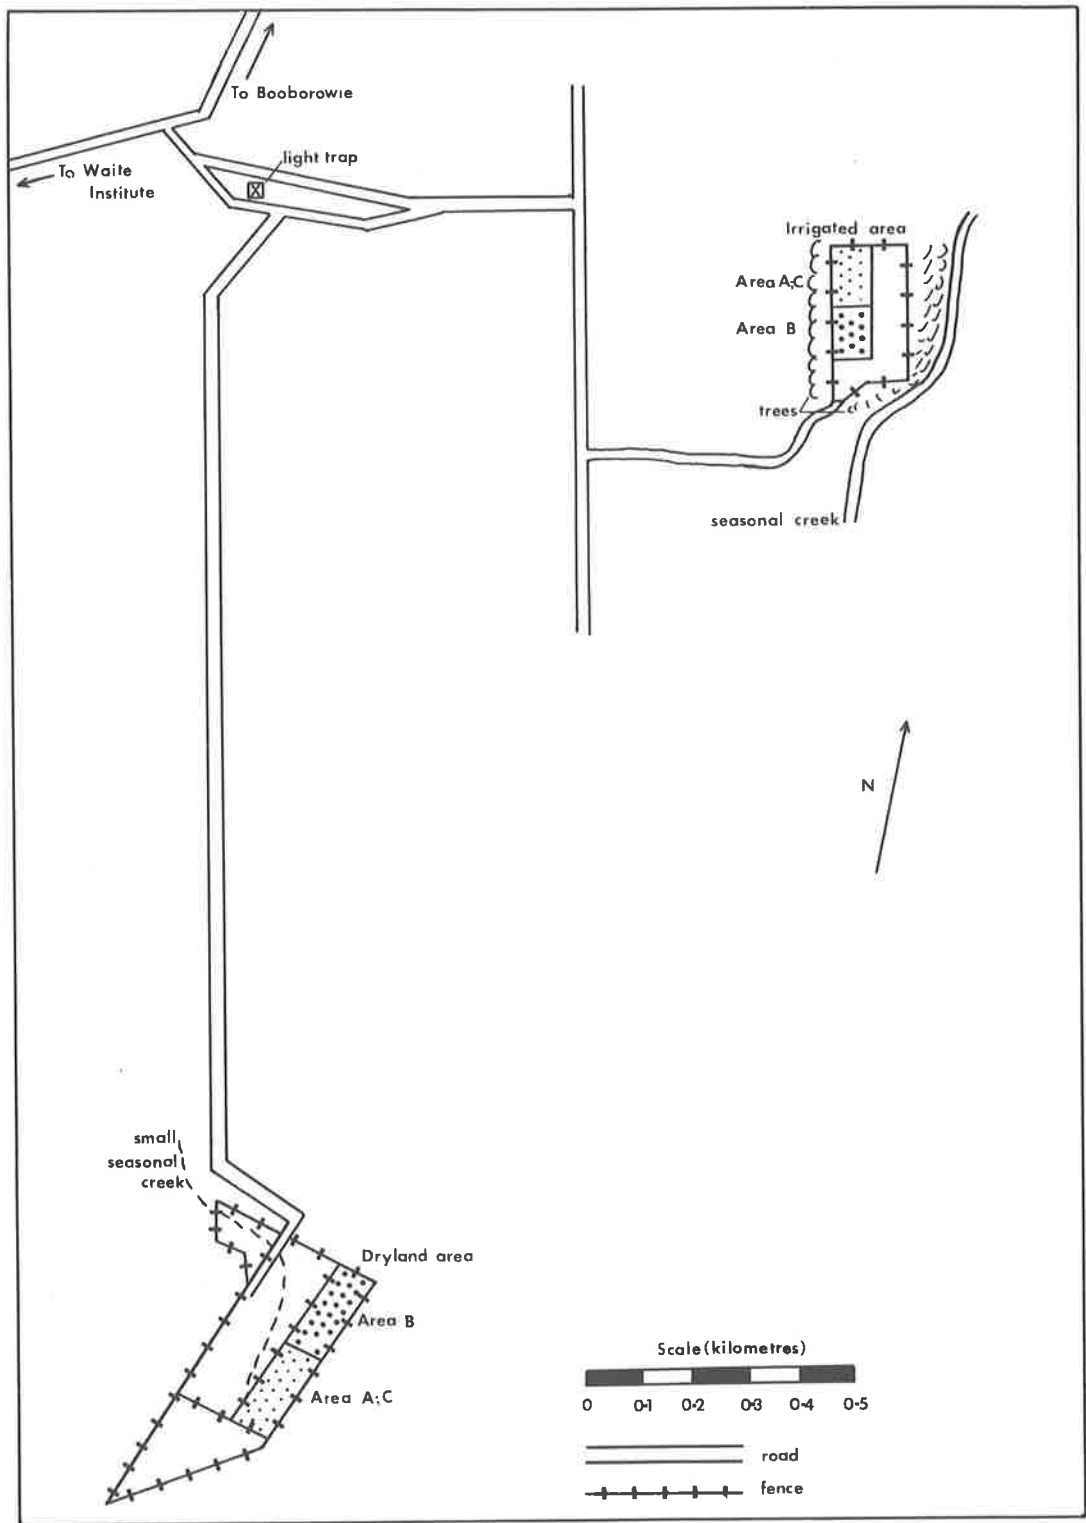 To Booborowie
light trap
To Waite
Institute
Irrigated area
Area A;C
Area B
trees
seasonal creek
N
small
seasonal
creek
Dryland area
Area B
Area A;C
Scale (kilometres)
0 0·1 0·2 0·3 0·4 0·5
road
fence